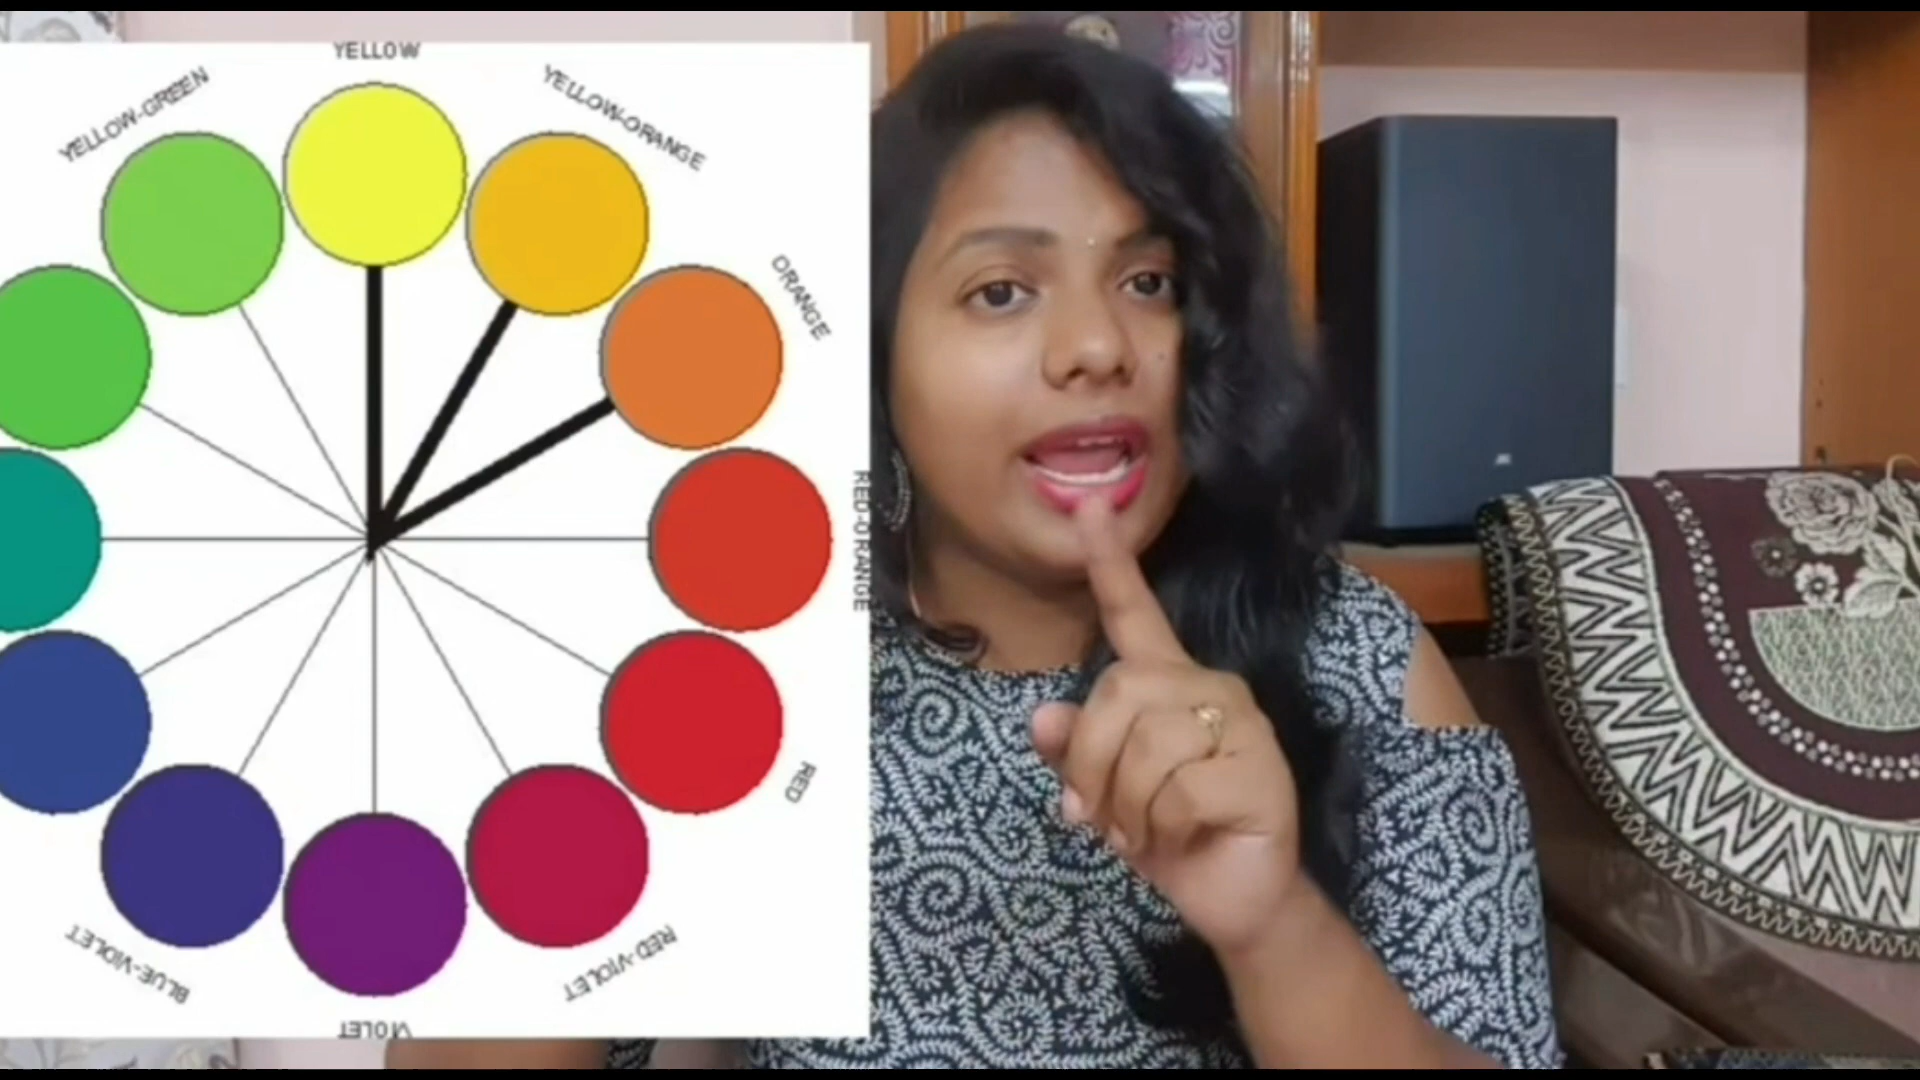 YELLOW
YELLOW-GREEN
YELLOW-ORANGE
ORANGE
RED-ORANGE
RED
RED-VIOLET
VIOLET
BLUE-VIOLET